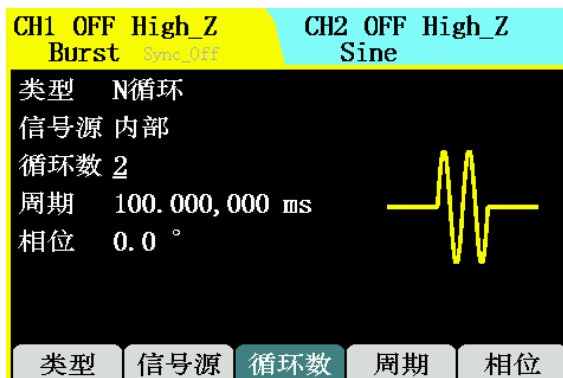 CH1 OFF High_Z CH2 OFF High_Z
Burst Sync_Off Sine
类型 N循环
信号源 内部
循环数 2
周期 100.000,000 ms
相位 0.0 °
类型 信号源 循环数 周期 相位